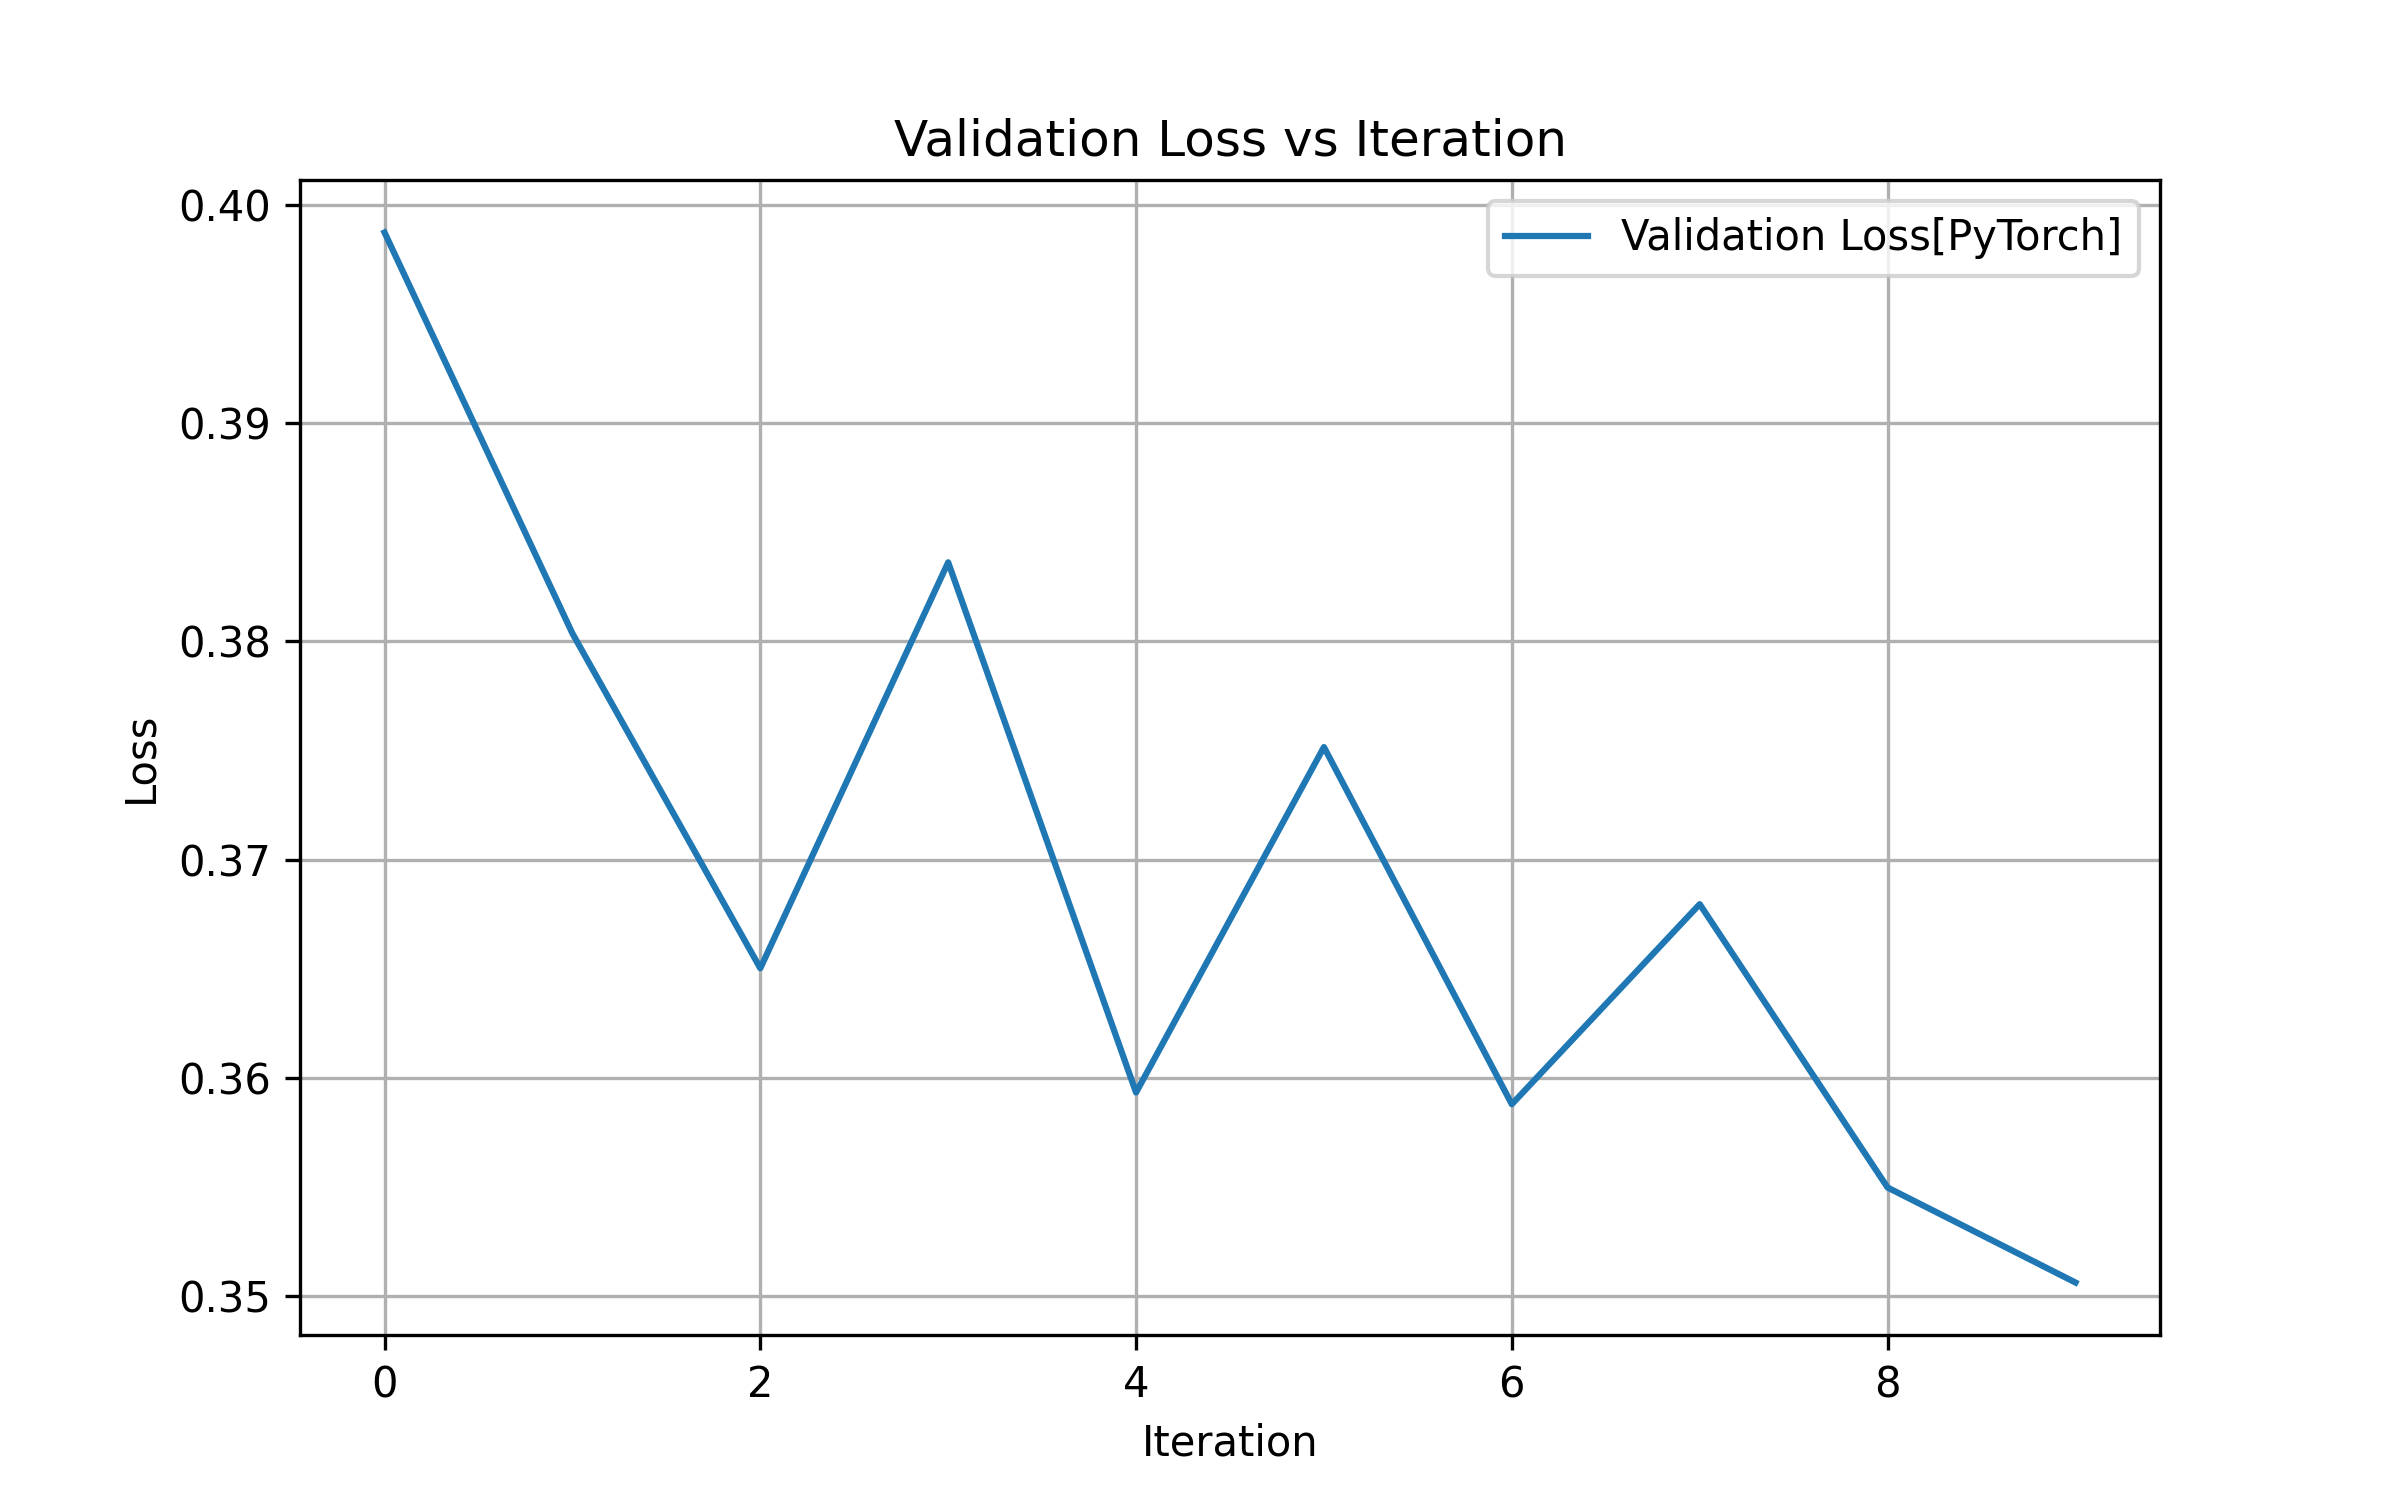 Validation Loss vs Iteration
Validation Loss[PyTorch]
0.40
0.39
0.38
0.37
0.36
0.35
Loss
0 2 4 6 8
Iteration